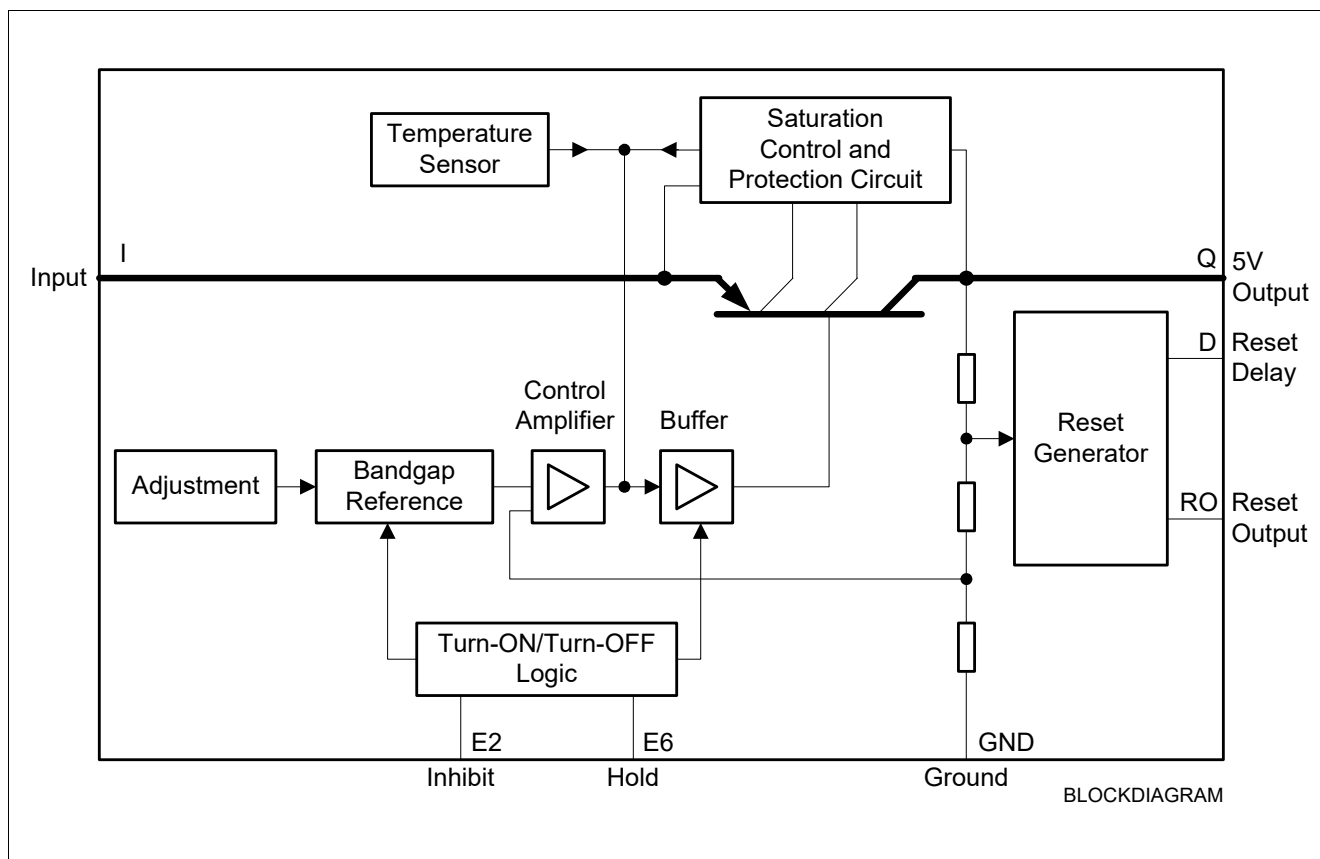 Temperature
Sensor
Saturation
Control and
Protection Circuit
I
Input
Q
5V
Output
D
Reset
Delay
Control
Amplifier
Buffer
Reset
Generator
Adjustment
Bandgap
Reference
RO
Reset
Output
Turn-ON/Turn-OFF
Logic
E2
Inhibit
E6
Hold
GND
Ground
BLOCKDIAGRAM